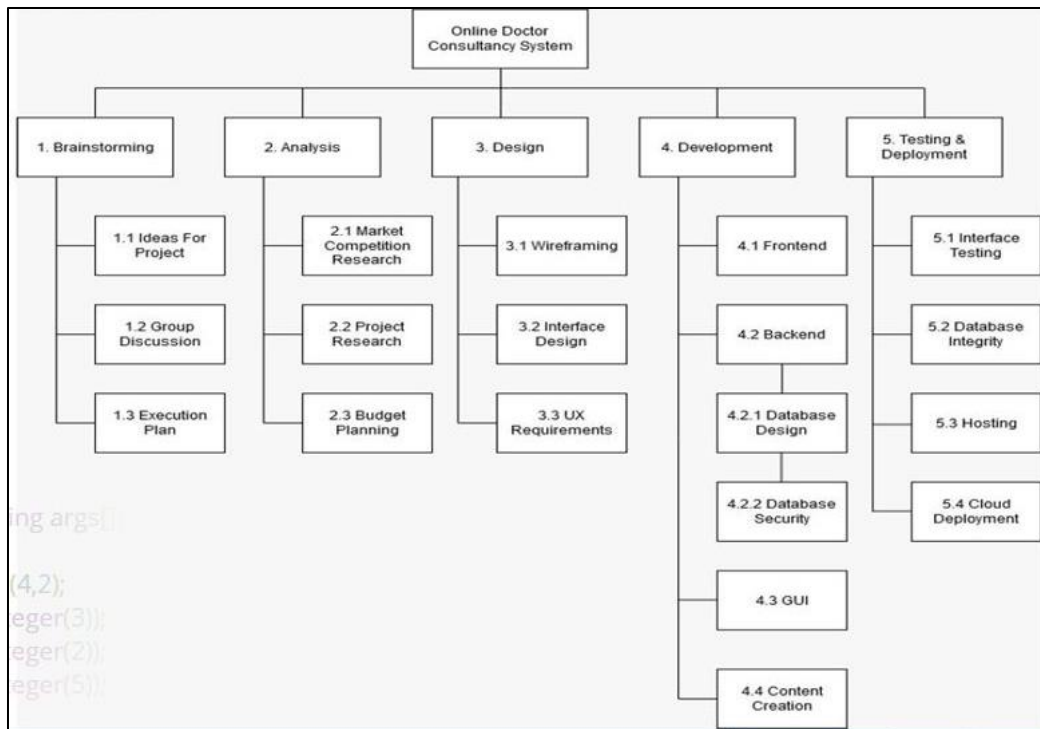 Online Doctor
Consultancy System
1. Brainstorming
2. Analysis
3. Design
4. Development
5. Testing &
Deployment
1.1 Ideas For
Project
1.2 Group
Discussion
1.3 Execution
Plan
2.1 Market
Competition
Research
2.2 Project
Research
2.3 Budget
Planning
3.1 Wireframing
3.2 Interface
Design
3.3 UX
Requirements
4.1 Frontend
4.2 Backend
4.2.1 Database
Design
4.2.2 Database
Security
4.3 GUI
4.4 Content
Creation
5.1 Interface
Testing
5.2 Database
Integrity
5.3 Hosting
5.4 Cloud
Deployment
ing args[]
(4,2);
eger(3));
eger(2));
eger(5));